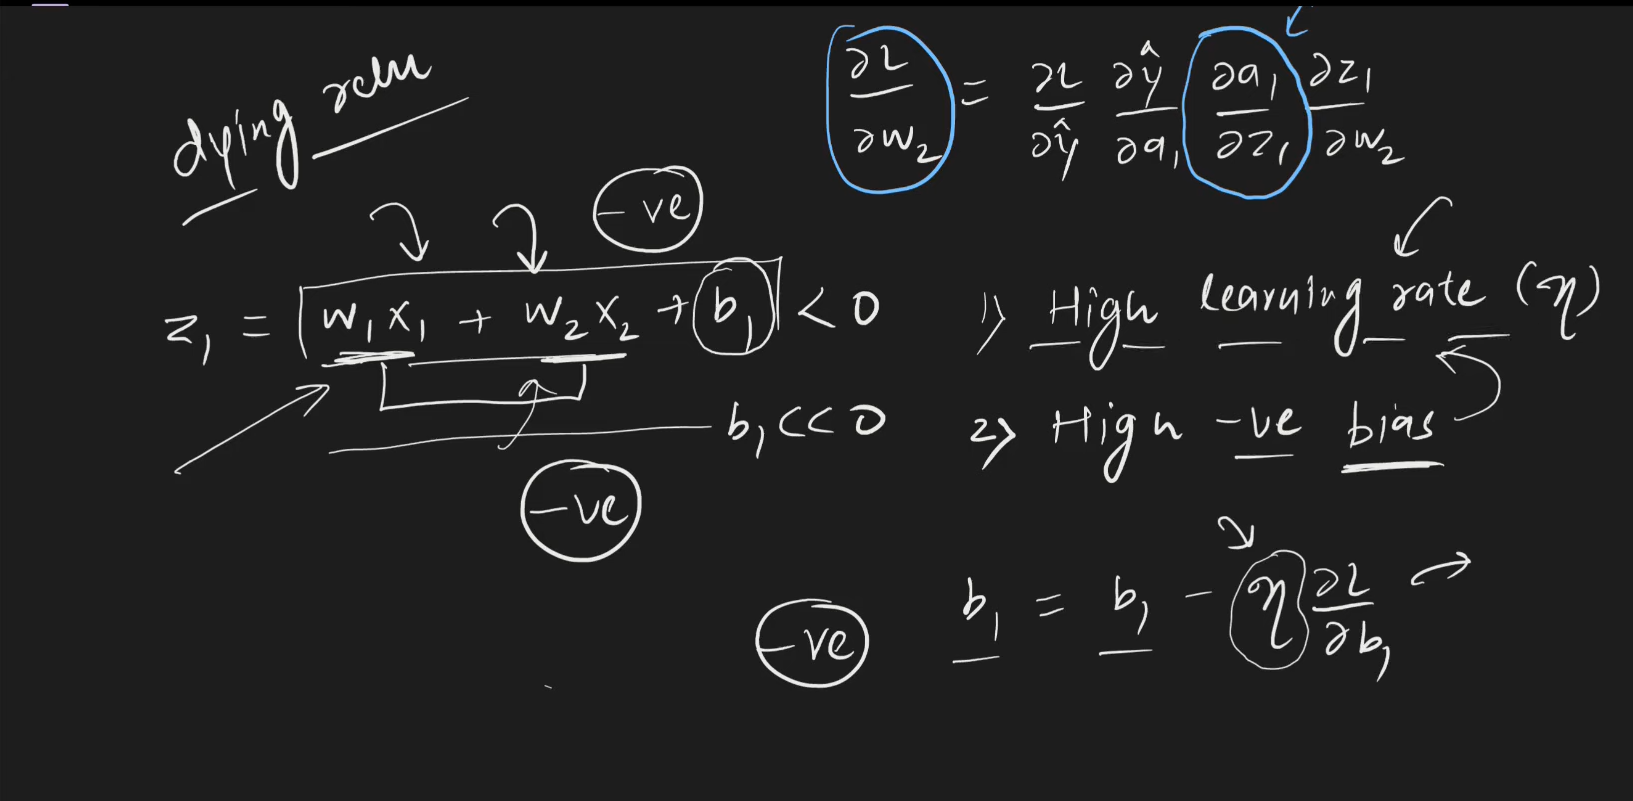 dying relu
∂L/∂w₂ = ∂L/∂ŷ ∂ŷ/∂a₁ ∂a₁/∂z₁ ∂z₁/∂w₂
-ve
z₁ = w₁x₁ + w₂x₂ + b₁ < 0
b₁ << 0
-ve
1) High learning rate (η)
2) High -ve bias
-ve
b₁ = b₁ - η ∂L/∂b₁